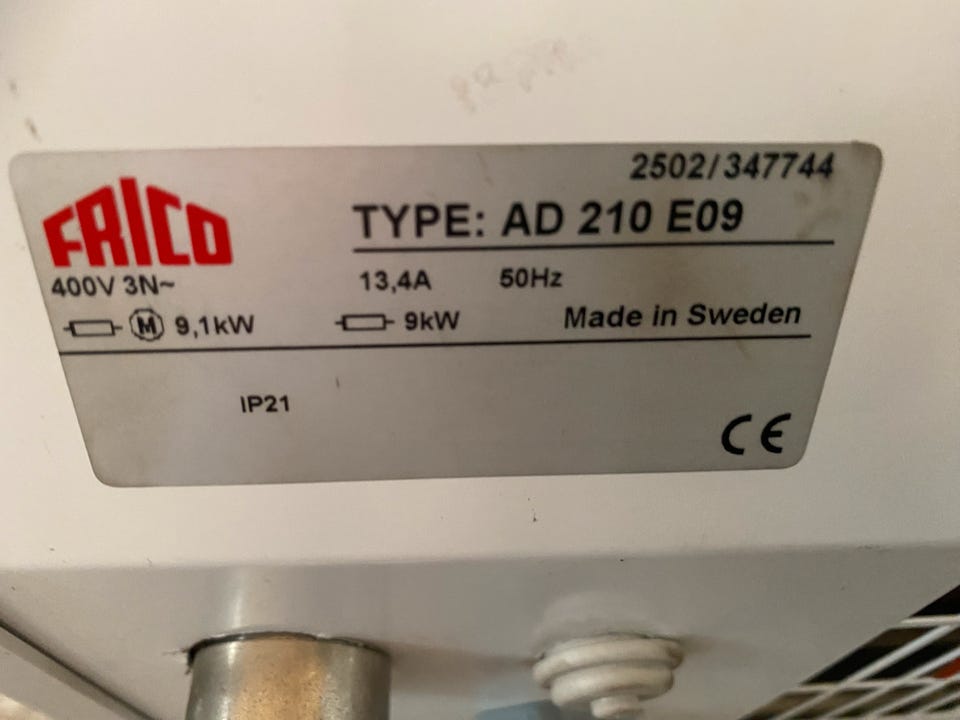 2502/347744
FRICO
TYPE: AD 210 E09
400V 3N~ 13,4A 50Hz
M 9,1kW 9kW Made in Sweden
IP21
CE